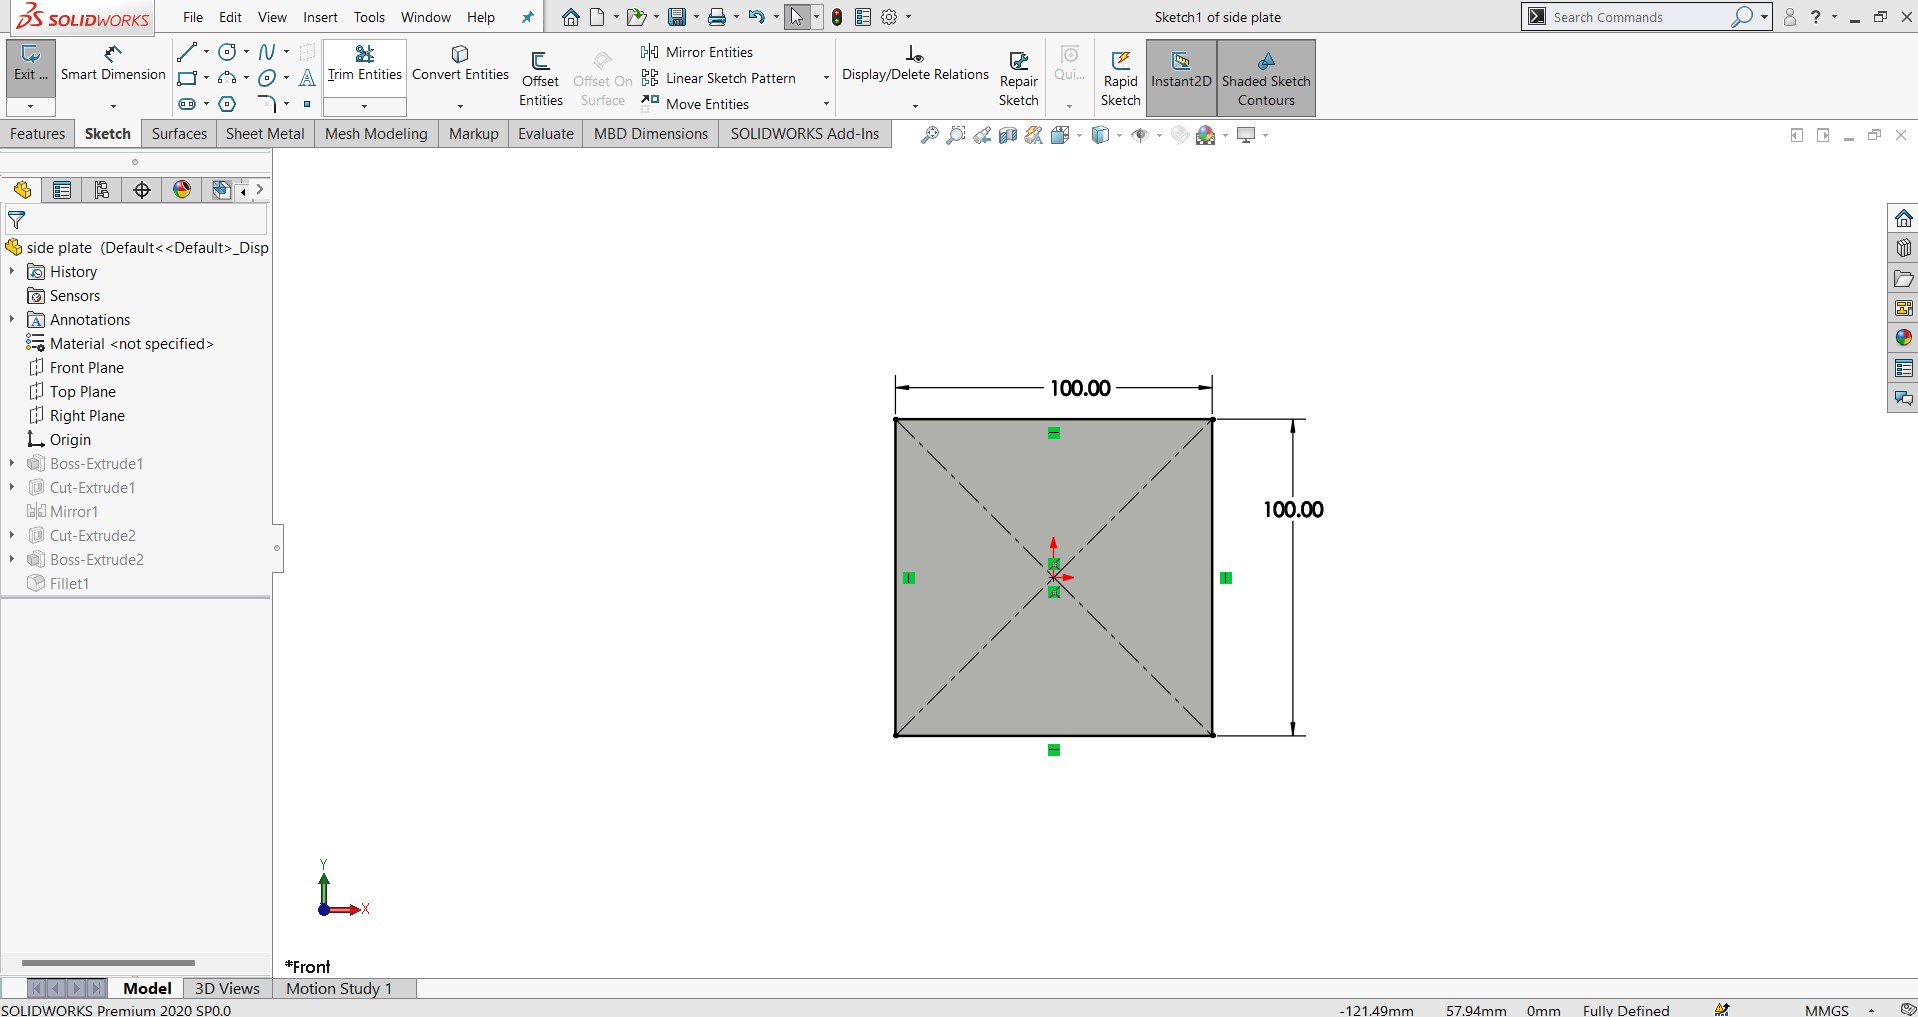 SOLIDWORKS File Edit View Insert Tools Window Help Sketch1 of side plate Search Commands ?
Exit ... Smart Dimension Trim Entities Convert Entities Offset Entities Offset On Surface Mirror Entities Linear Sketch Pattern Move Entities Display/Delete Relations Repair Sketch Qui... Rapid Sketch Instant2D Shaded Sketch Contours
Features Sketch Surfaces Sheet Metal Mesh Modeling Markup Evaluate MBD Dimensions SOLIDWORKS Add-Ins
side plate (Default<<Default>_Disp
History
Sensors
Annotations
Material <not specified>
Front Plane
Top Plane
Right Plane
Origin
Boss-Extrude1
Cut-Extrude1
Mirror1
Cut-Extrude2
Boss-Extrude2
Fillet1
100.00
100.00
Y
X
*Front
Model 3D Views Motion Study 1
SOLIDWORKS Premium 2020 SP0.0 -121.49mm 57.94mm 0mm Fully Defined MMGS